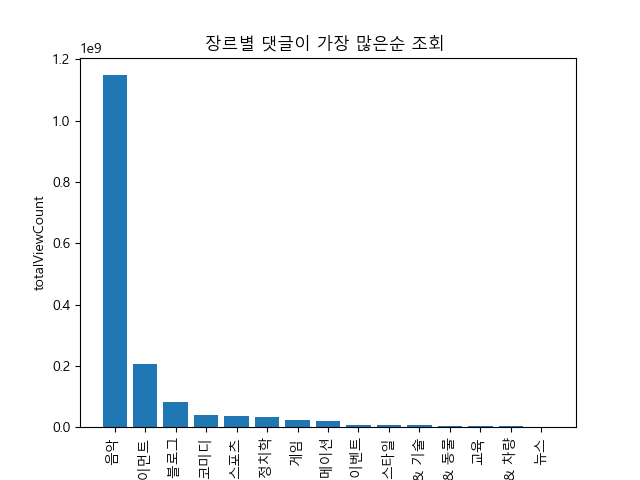 장르별 댓글이 가장 많은순 조회
1e9
1.2
1.0
0.8
0.6
0.4
0.2
0.0
totalViewCount
음악
이먼트
블로그
코미디
스포츠
정치학
게임
메이션
이벤트
스타일
& 기술
& 동물
교육
& 차량
뉴스